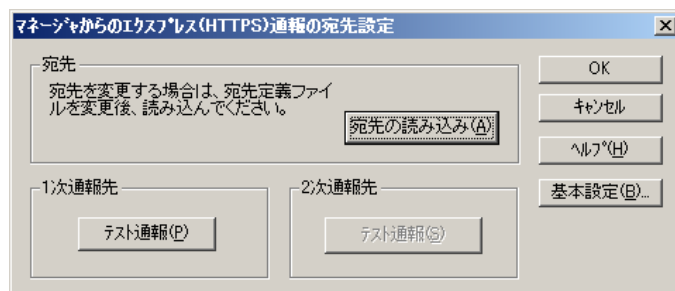 マネージャからのエクスプレス(HTTPS)通報の宛先設定
宛先
宛先を変更する場合は、宛先定義ファイ
ルを変更後、読み込んでください。
宛先の読み込み(A)
OK
キャンセル
ヘルプ(H)
基本設定(B)...
1次通報先
テスト通報(P)
2次通報先
テスト通報(S)